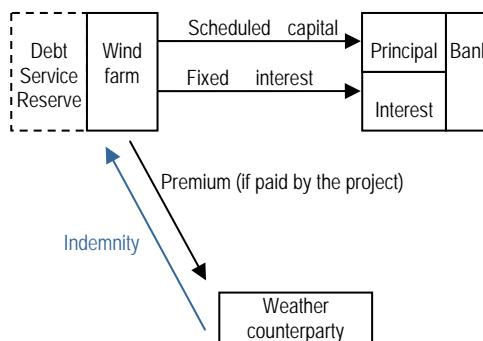 Debt
Service
Reserve
Wind
farm
Scheduled capital
Fixed interest
Principal
Interest
Bank
Premium (if paid by the project)
Indemnity
Weather
counterparty